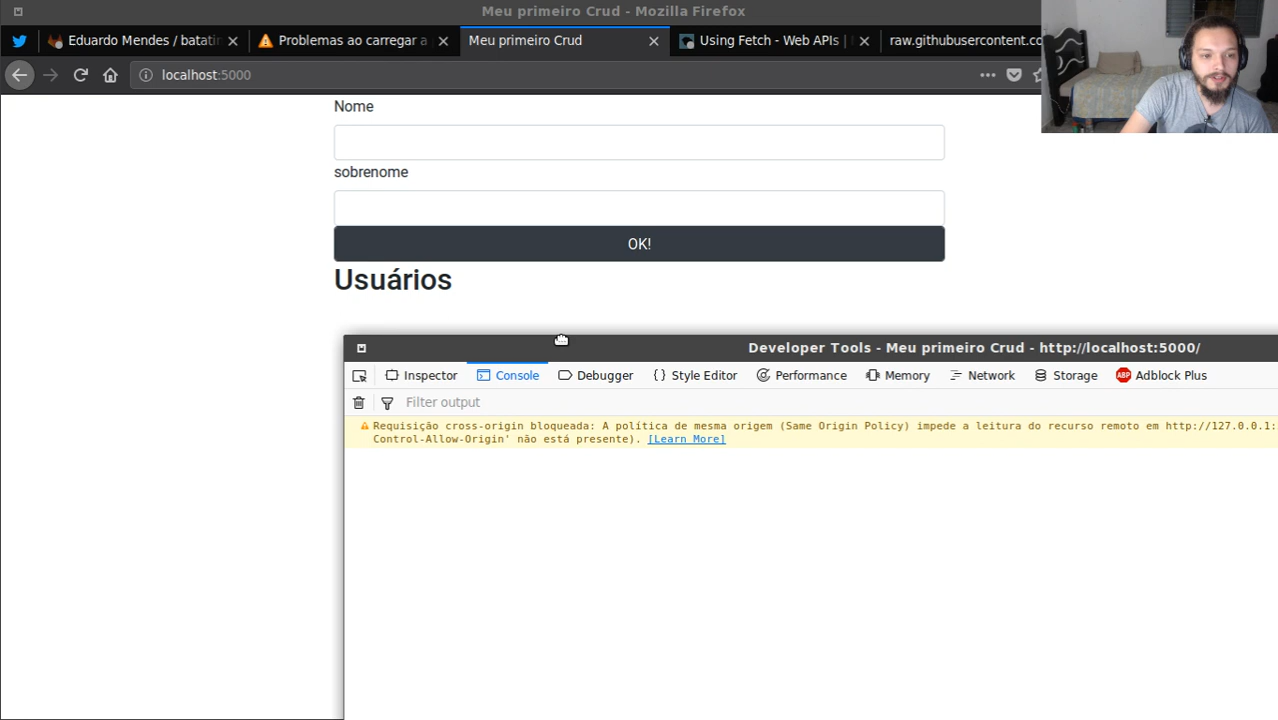 Meu primeiro Crud - Mozilla Firefox
Eduardo Mendes / batatin
Problemas ao carregar a
Meu primeiro Crud
Using Fetch - Web APIs |
raw.githubusercontent.co
localhost:5000
Nome
sobrenome
OK!
Usuários
Developer Tools - Meu primeiro Crud - http://localhost:5000/
Inspector
Console
Debugger
{ } Style Editor
Performance
Memory
Network
Storage
ABP Adblock Plus
Filter output
Requisição cross-origin bloqueada: A política de mesma origem (Same Origin Policy) impede a leitura do recurso remoto em http://127.0.0.1:
Control-Allow-Origin' não está presente). [Learn More]